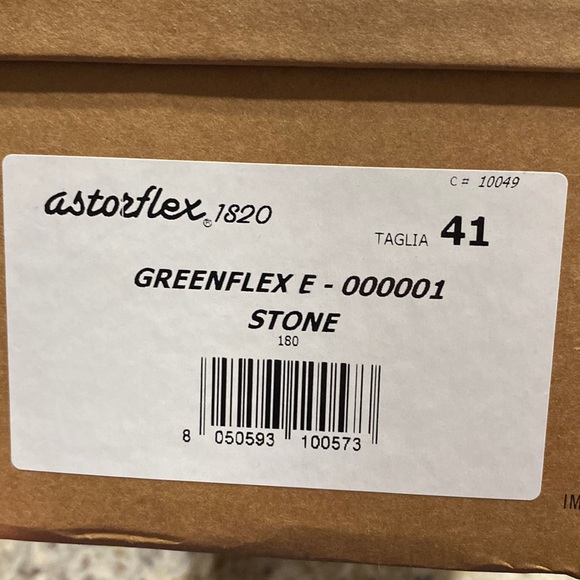 C# 10049
astorflex® 1820
TAGLIA 41
GREENFLEX E - 000001
STONE
180
8 050593 100573